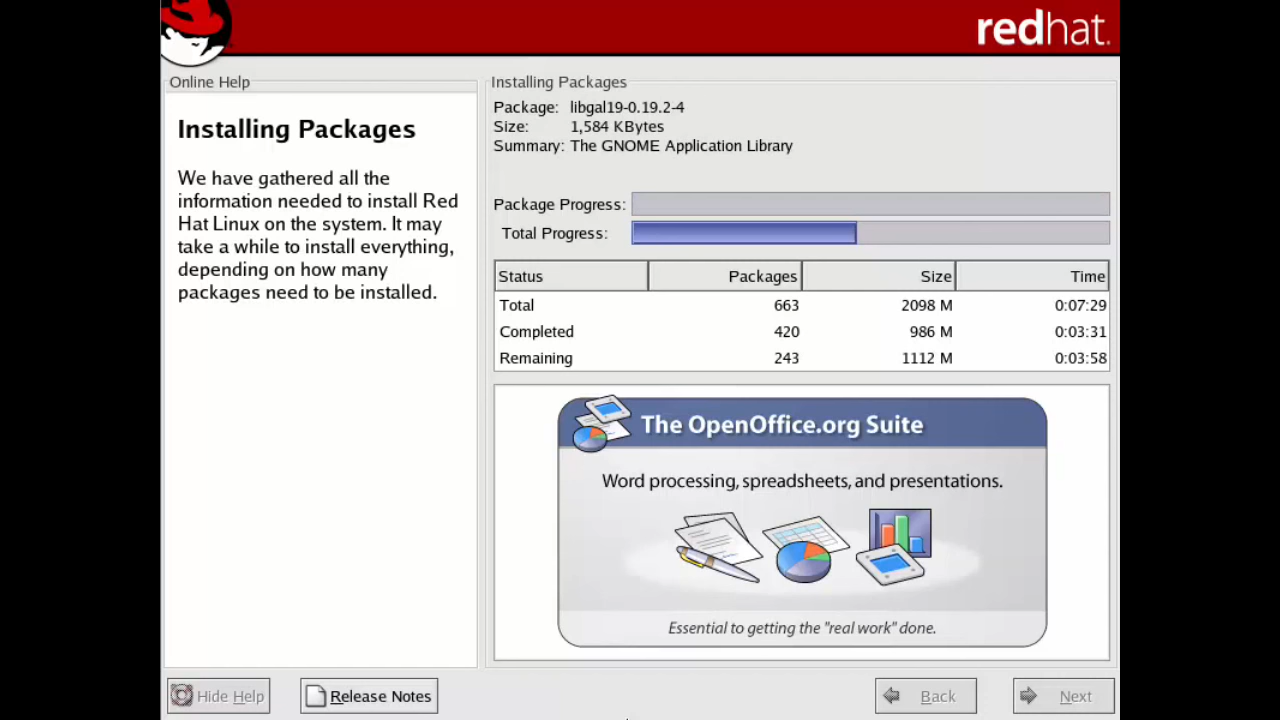 redhat.
Online Help
Installing Packages
We have gathered all the
information needed to install Red
Hat Linux on the system. It may
take a while to install everything,
depending on how many
packages need to be installed.
Installing Packages
Package: libgal19-0.19.2-4
Size: 1,584 KBytes
Summary: The GNOME Application Library
Package Progress:
Total Progress:
Status Packages Size Time
Total 663 2098 M 0:07:29
Completed 420 986 M 0:03:31
Remaining 243 1112 M 0:03:58
The OpenOffice.org Suite
Word processing, spreadsheets, and presentations.
Essential to getting the "real work" done.
Hide Help Release Notes Back Next